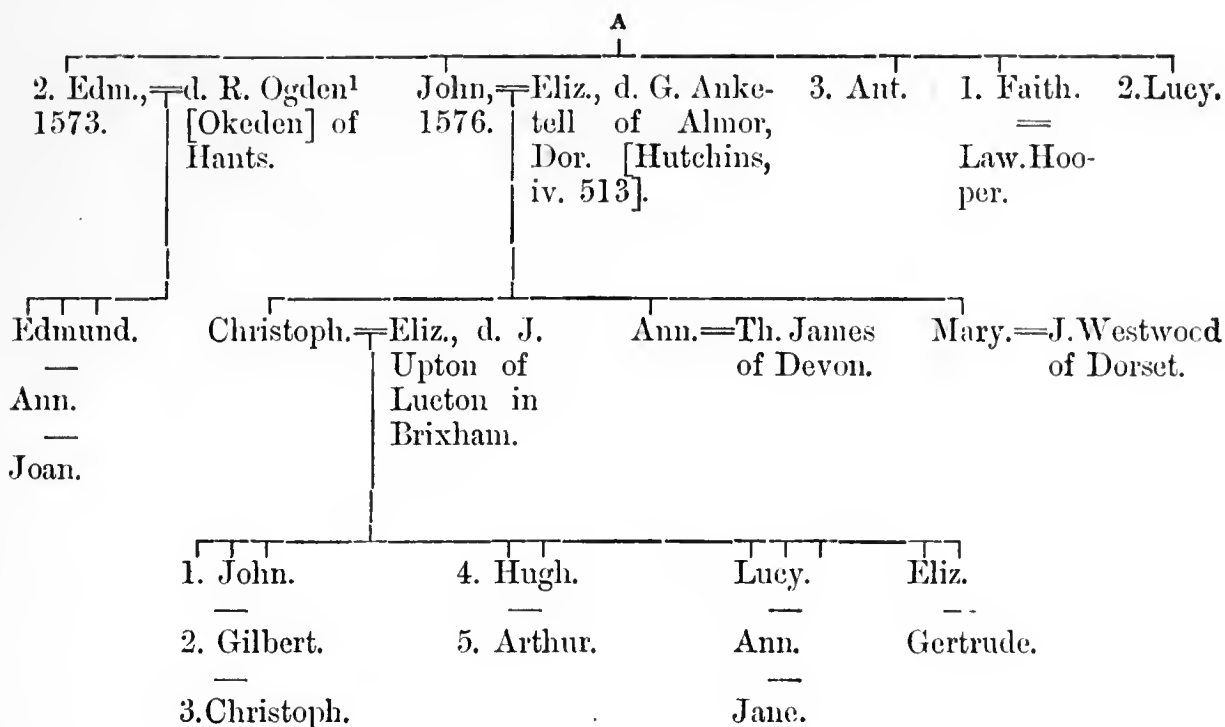 A
2. Edm., = d. R. Ogden¹ John, = Eliz., d. G. Anke- 3. Ant. 1. Faith. 2. Lucy.
1573. [Okeden] of 1576. tell of Almor, =
Hants. Dor. [Hutchins, Law. Hoo-
iv. 513]. per.
Edmund. Christoph. = Eliz., d. J. Ann. = Th. James Mary. = J. Westwood
— Upton of of Devon. of Dorset.
Ann. Lucton in
— Brixham.
Joan.
1. John. 4. Hugh. Lucy. Eliz.
— — — —
2. Gilbert. 5. Arthur. Ann. Gertrude.
— —
3. Christoph. Jane.